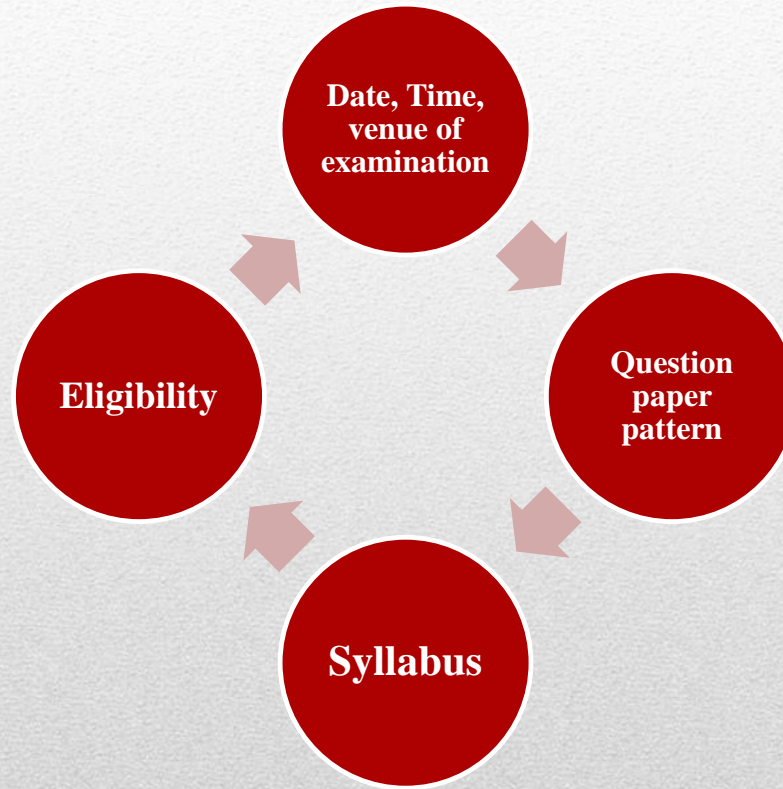 Date, Time,
venue of
examination
Question
paper
pattern
Syllabus
Eligibility